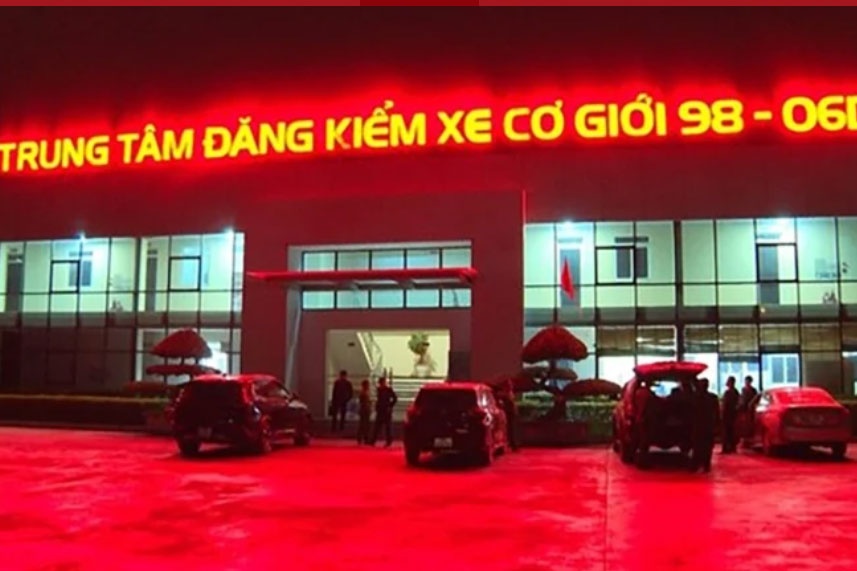 TRUNG TÂM ĐĂNG KIỂM XE CƠ GIỚI 98 - 06D